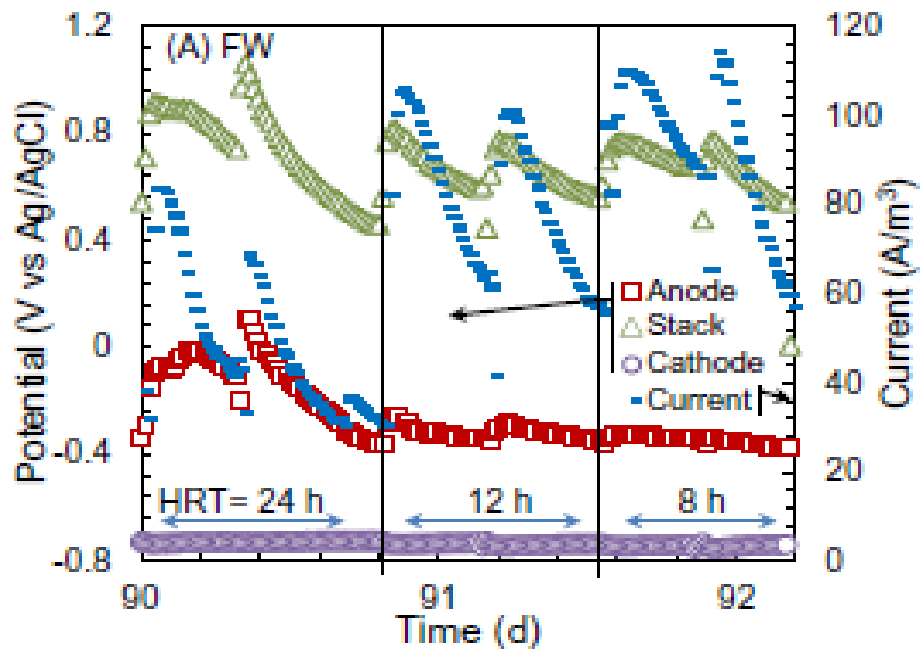 (A) FW
1.2
0.8
0.4
0
-0.4
-0.8
Potential (V vs Ag/AgCl)
120
100
80
60
40
20
0
Current (A/m³)
Anode
Stack
Cathode
Current
HRT= 24 h
12 h
8 h
90
91
92
Time (d)